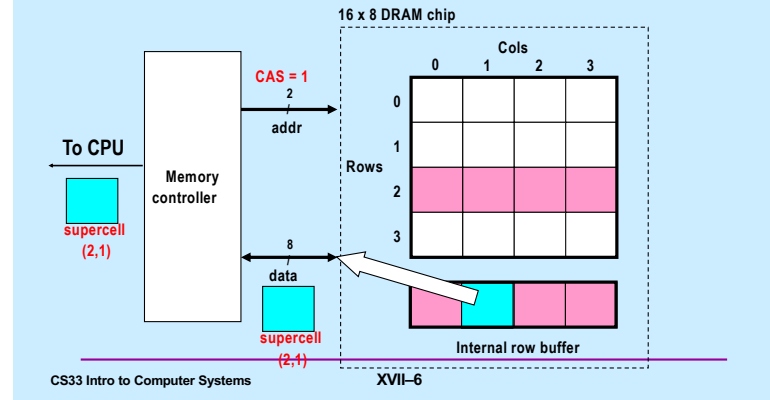 16 x 8 DRAM chip
Cols
0 1 2 3
CAS = 1
2
addr
0
1
To CPU
Memory
controller
Rows
2
supercell
(2,1)
3
8
data
supercell
(2,1)
Internal row buffer
CS33 Intro to Computer Systems
XVII–6